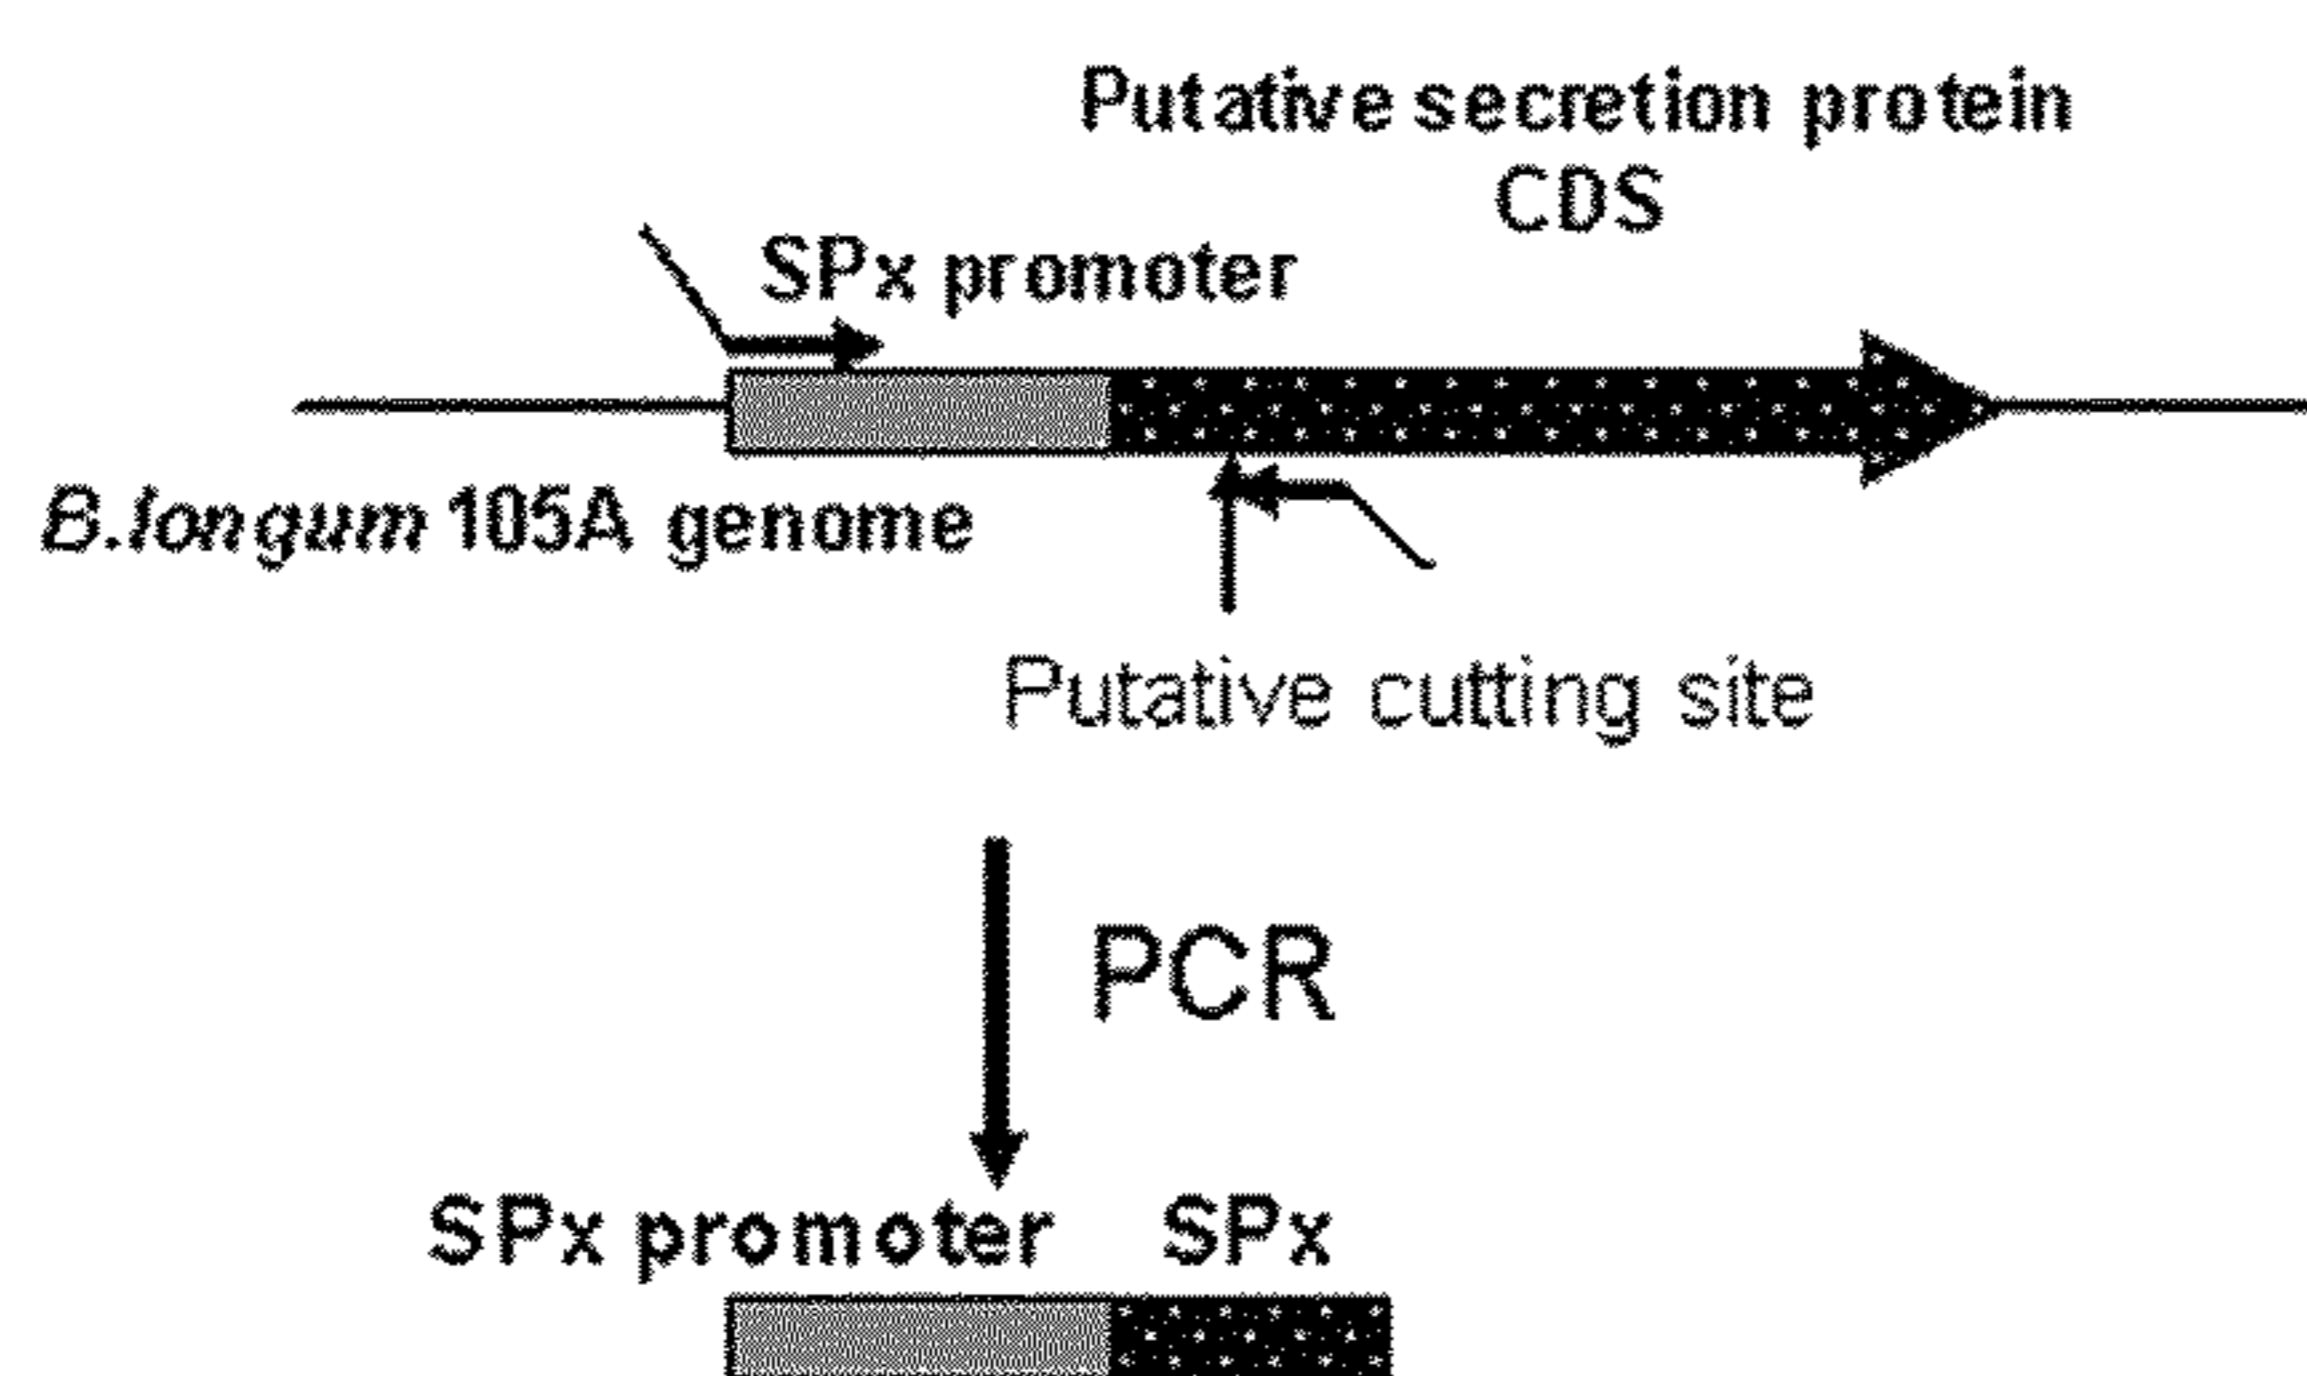 Putative secretion protein
CDS
SPx promoter
B.longum 105A genome
Putative cutting site
PCR
SPx promoter SPx